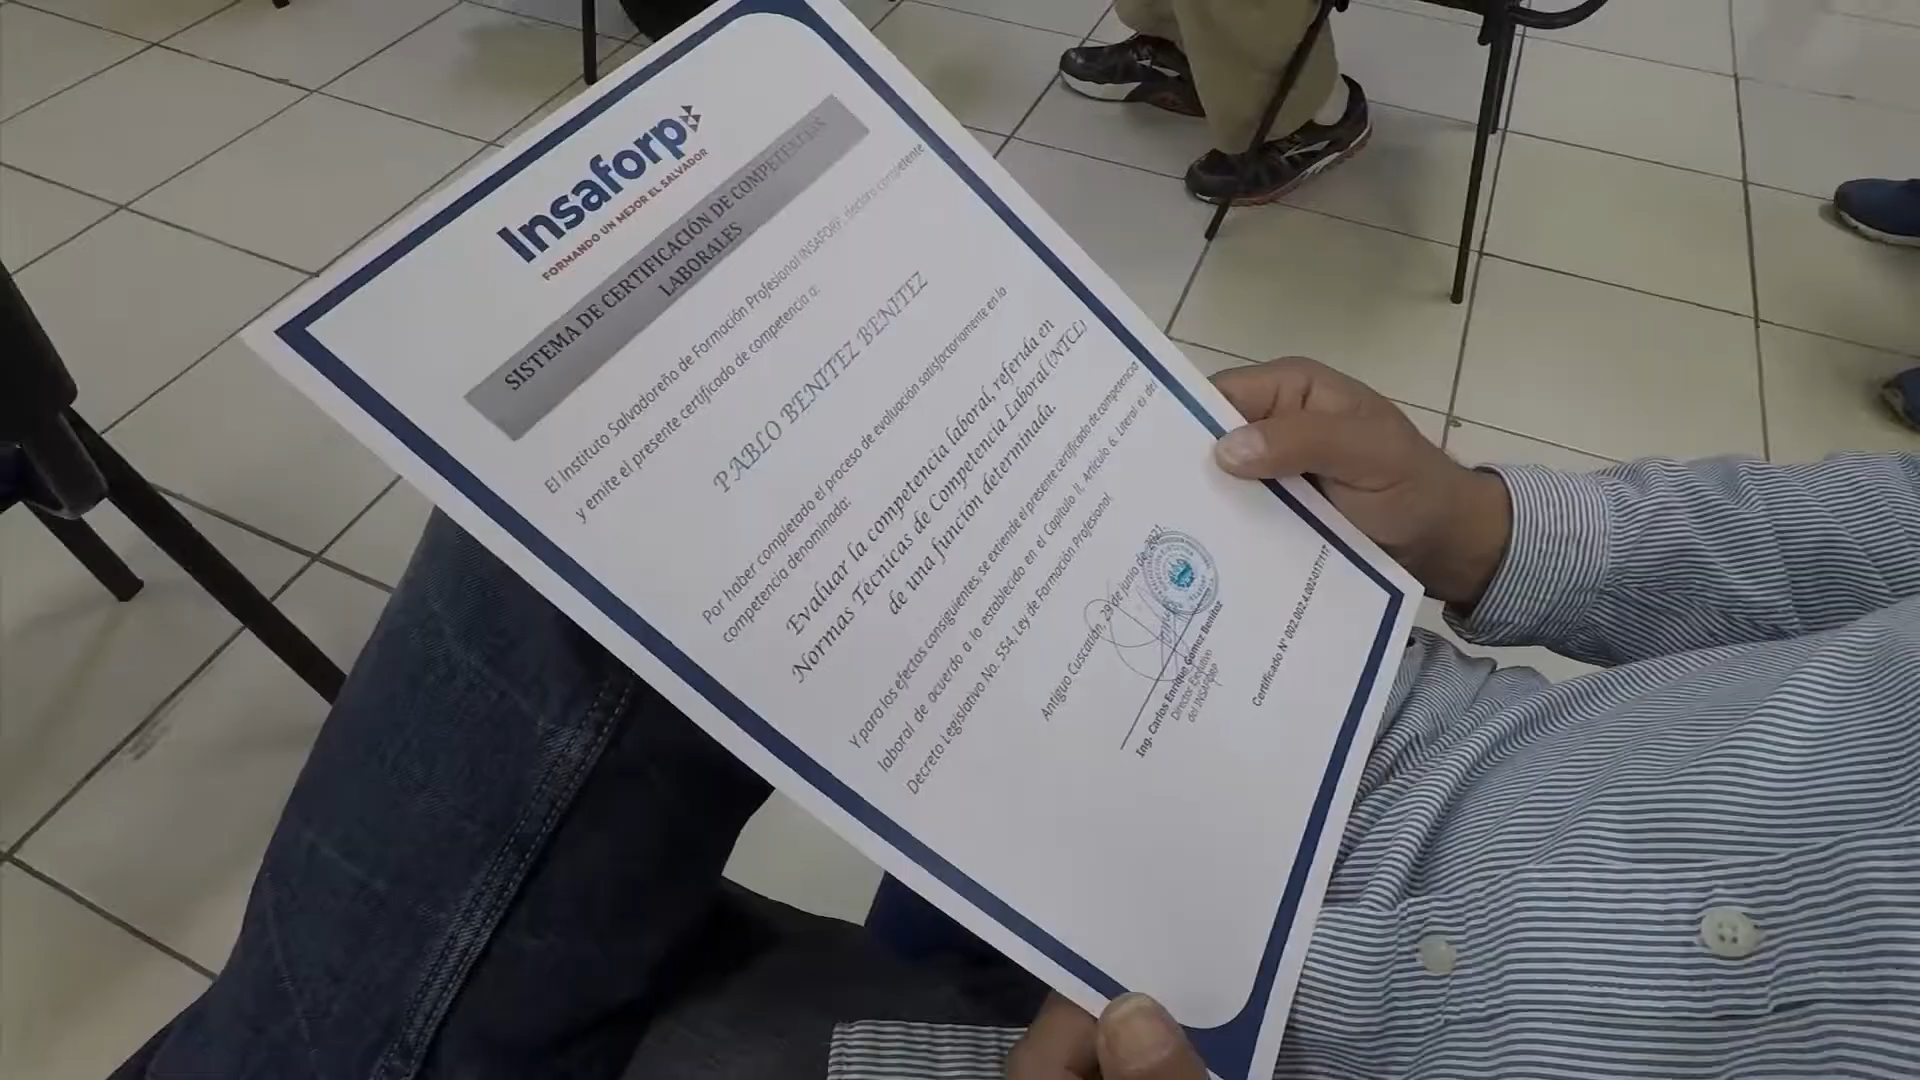 Insaforp
FORMANDO UN MEJOR EL SALVADOR
SISTEMA DE CERTIFICACIÓN DE COMPETENCIAS
LABORALES
El Instituto Salvadoreño de Formación Profesional INSAFORP, declara competente
y emite el presente certificado de competencia a:
PABLO BENITEZ BENITEZ
Por haber completado el proceso de evaluación satisfactoriamente en la
competencia denominada:
Evaluar la competencia laboral, referida en
Normas Técnicas de Competencia Laboral (NTCL)
de una función determinada.
Y para los efectos consiguientes, se extiende el presente certificado de competencia
laboral de acuerdo a lo establecido en el Capítulo II, Artículo 6, Literal e) del
Decreto Legislativo No. 554, Ley de Formación Profesional.
Antiguo Cuscatlán, 29 de junio de 2021.
Ing. Carlos Enrique Gómez Benítez
Director Ejecutivo
del INSAFORP
Certificado N°